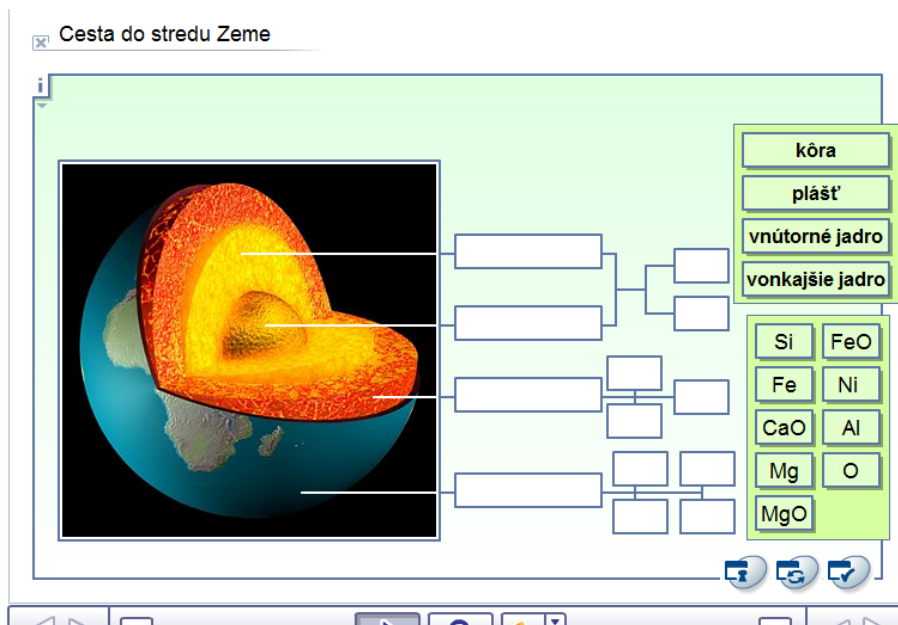 Cesta do stredu Zeme
i
kôra
plášť
vnútorné jadro
vonkajšie jadro
Si FeO
Fe Ni
CaO Al
Mg O
MgO